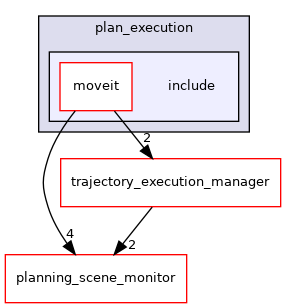 plan_execution
moveit include
2
trajectory_execution_manager
4 2
planning_scene_monitor